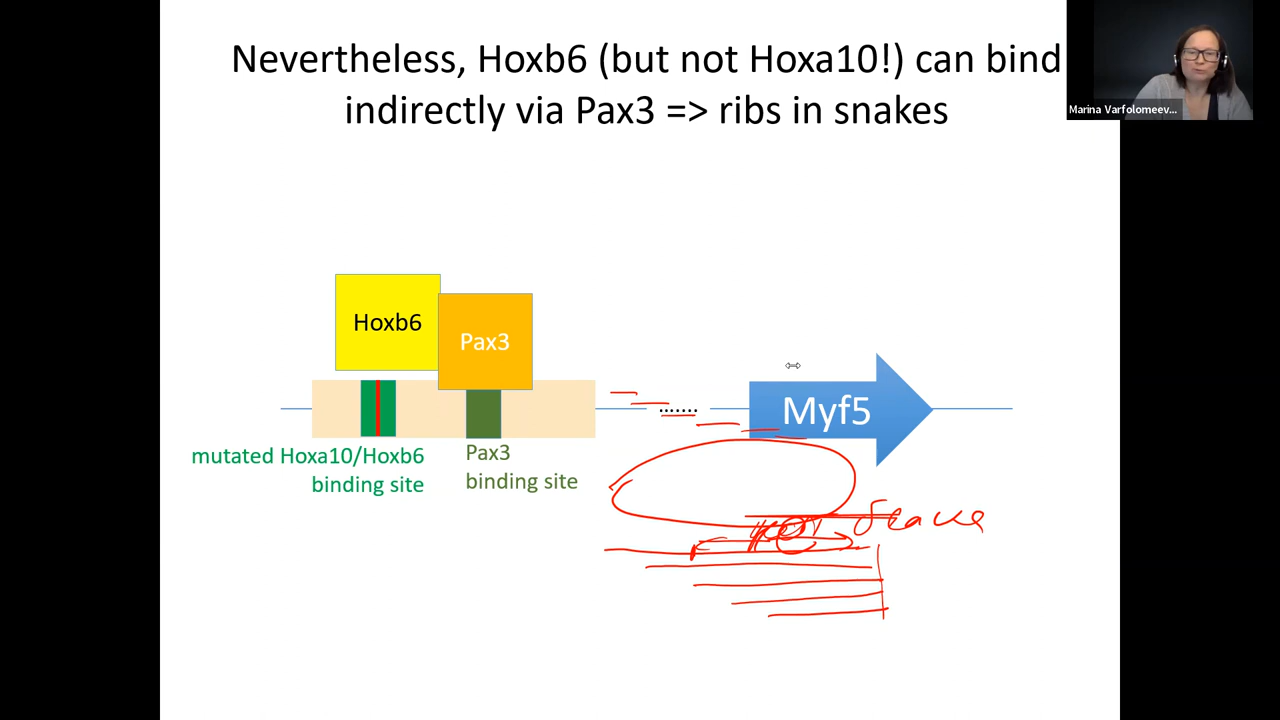 Nevertheless, Hoxb6 (but not Hoxa10!) can bind
indirectly via Pax3 => ribs in snakes
Marina Varfolomeev...
Hoxb6
Pax3
.......
Myf5
mutated Hoxa10/Hoxb6
binding site
Pax3
binding site